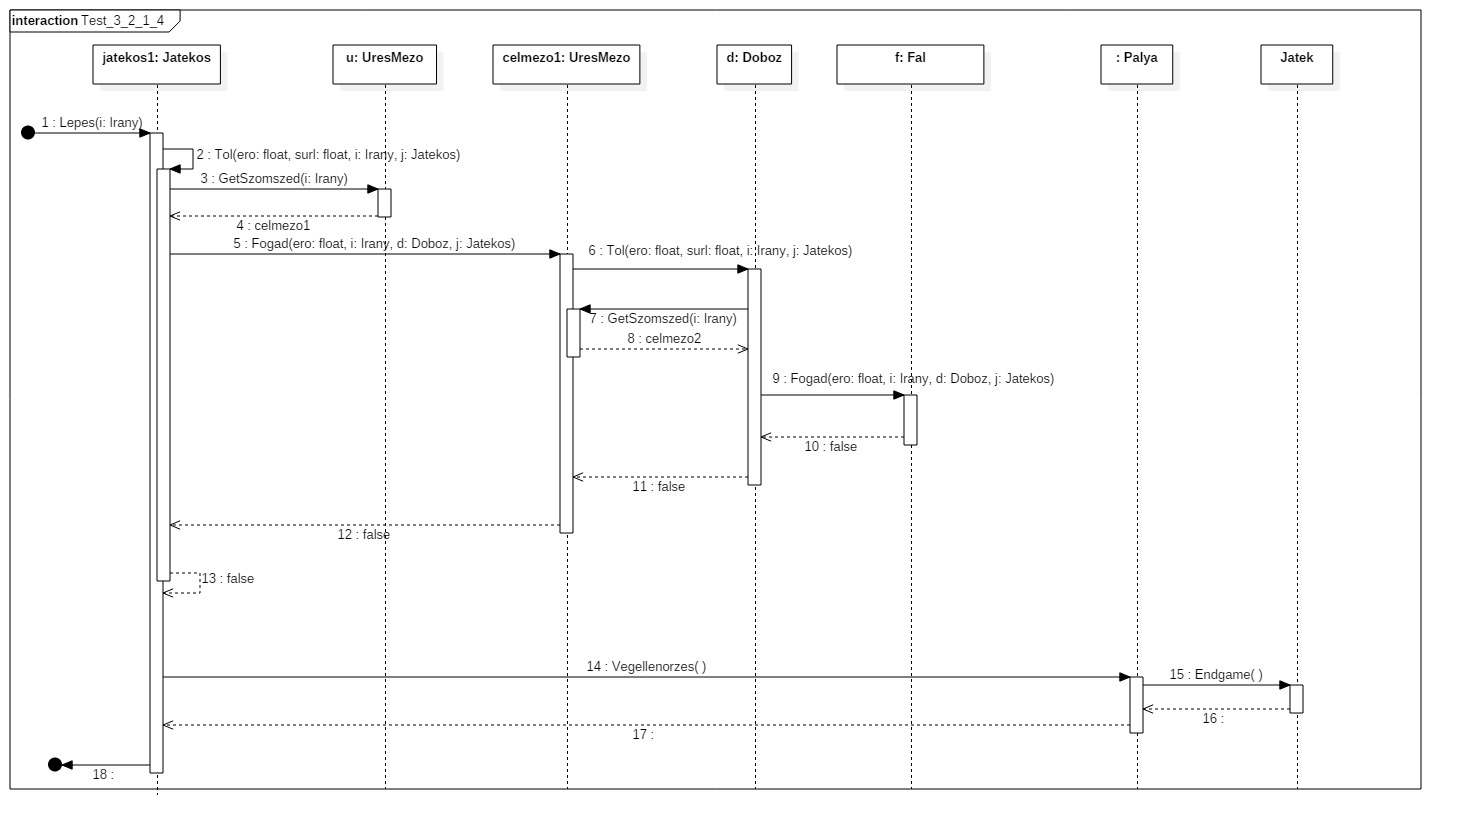 interaction Test_3_2_1_4
jatekos1: Jatekos
u: UresMezo
celmezo1: UresMezo
d: Doboz
f: Fal
: Palya
Jatek
1 : Lepes(i: Irany)
2 : Tol(ero: float, surl: float, i: Irany, j: Jatekos)
3 : GetSzomszed(i: Irany)
4 : celmezo1
5 : Fogad(ero: float, i: Irany, d: Doboz, j: Jatekos)
6 : Tol(ero: float, surl: float, i: Irany, j: Jatekos)
7 : GetSzomszed(i: Irany)
8 : celmezo2
9 : Fogad(ero: float, i: Irany, d: Doboz, j: Jatekos)
10 : false
11 : false
12 : false
13 : false
14 : Vegellenorzes( )
15 : Endgame( )
16 :
17 :
18 :